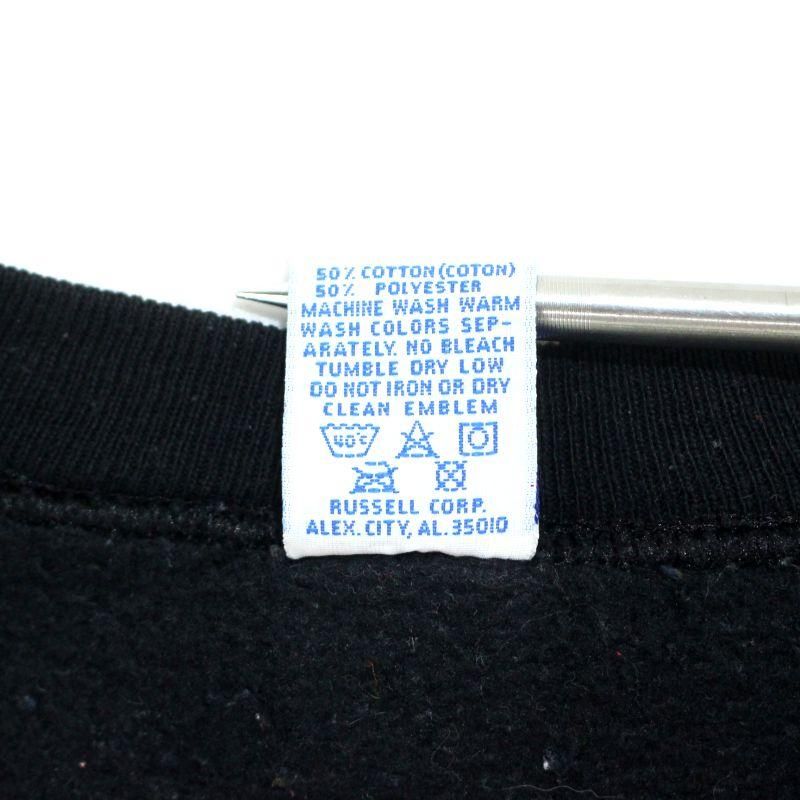 50% COTTON (COTON)
50% POLYESTER
MACHINE WASH WARM
WASH COLORS SEP-
ARATELY. NO BLEACH
TUMBLE DRY LOW
DO NOT IRON OR DRY
CLEAN EMBLEM
40°C
RUSSELL CORP.
ALEX. CITY, AL. 35010